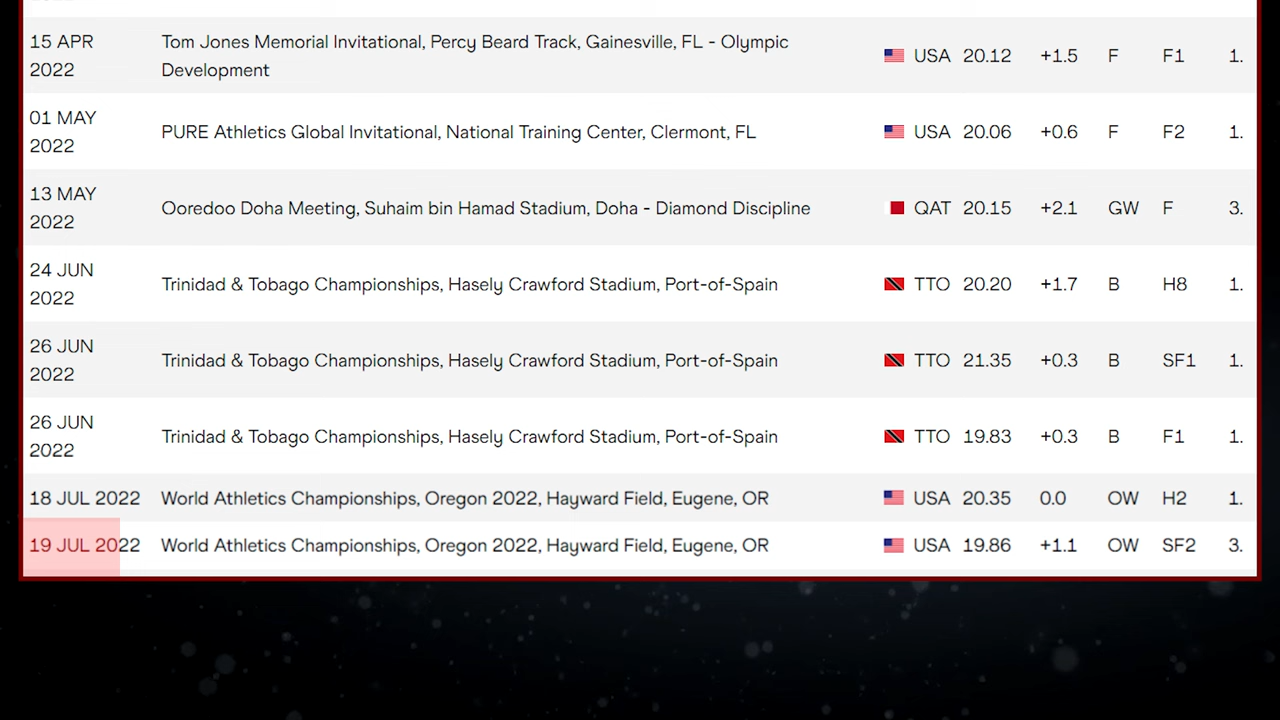 15 APR 2022 Tom Jones Memorial Invitational, Percy Beard Track, Gainesville, FL - Olympic Development USA 20.12 +1.5 F F1 1.
01 MAY 2022 PURE Athletics Global Invitational, National Training Center, Clermont, FL USA 20.06 +0.6 F F2 1.
13 MAY 2022 Ooredoo Doha Meeting, Suhaim bin Hamad Stadium, Doha - Diamond Discipline QAT 20.15 +2.1 GW F 3.
24 JUN 2022 Trinidad & Tobago Championships, Hasely Crawford Stadium, Port-of-Spain TTO 20.20 +1.7 B H8 1.
26 JUN 2022 Trinidad & Tobago Championships, Hasely Crawford Stadium, Port-of-Spain TTO 21.35 +0.3 B SF1 1.
26 JUN 2022 Trinidad & Tobago Championships, Hasely Crawford Stadium, Port-of-Spain TTO 19.83 +0.3 B F1 1.
18 JUL 2022 World Athletics Championships, Oregon 2022, Hayward Field, Eugene, OR USA 20.35 0.0 OW H2 1.
19 JUL 2022 World Athletics Championships, Oregon 2022, Hayward Field, Eugene, OR USA 19.86 +1.1 OW SF2 3.